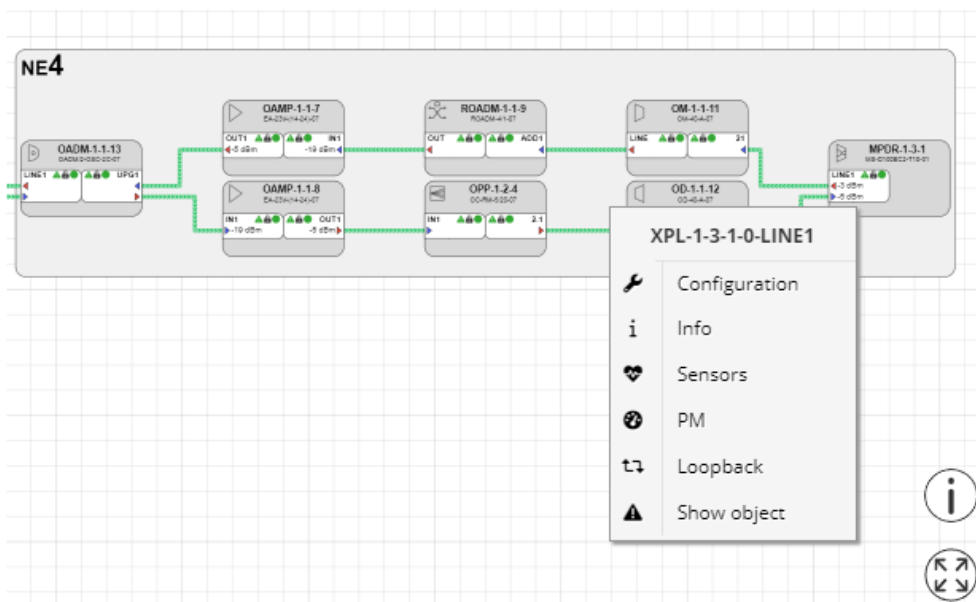 NE4
OAMP-1-1-7
ROADM-1-1-9
OM-1-1-11
OUT1
IN1
-5 dBm
-19 dBm
OUT
ADD1
LINE
21
OADM-1-1-13
LINE1
UPG1
MPDR-1-3-1
LINE1
-3 dBm
-5 dBm
OAMP-1-1-8
OPP-1-2-4
OD-1-1-12
IN1
OUT1
-19 dBm
-5 dBm
IN1
2.1
XPL-1-3-1-0-LINE1
Configuration
Info
Sensors
PM
Loopback
Show object